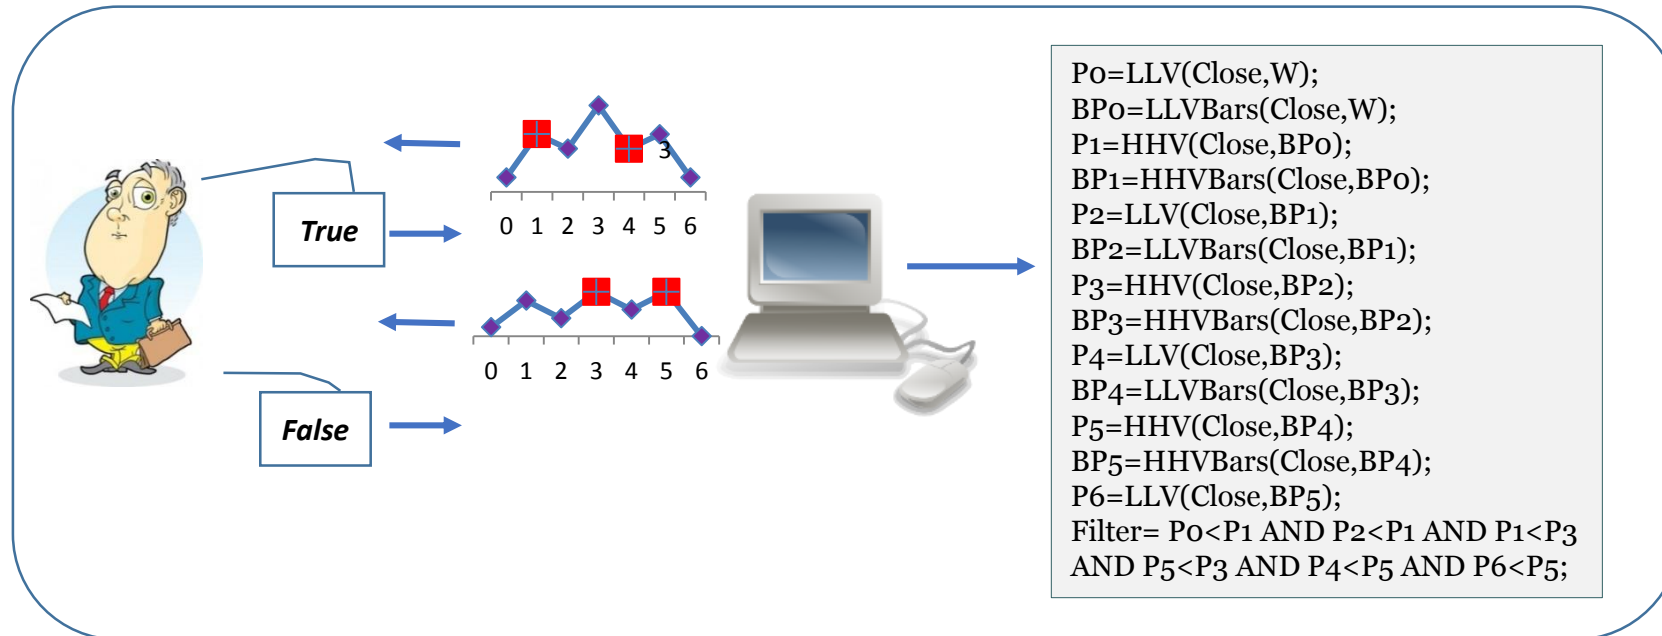 True
3
0 1 2 3 4 5 6
0 1 2 3 4 5 6
False
P0=LLV(Close,W);
BP0=LLVBars(Close,W);
P1=HHV(Close,BP0);
BP1=HHVBars(Close,BP0);
P2=LLV(Close,BP1);
BP2=LLVBars(Close,BP1);
P3=HHV(Close,BP2);
BP3=HHVBars(Close,BP2);
P4=LLV(Close,BP3);
BP4=LLVBars(Close,BP3);
P5=HHV(Close,BP4);
BP5=HHVBars(Close,BP4);
P6=LLV(Close,BP5);
Filter= P0<P1 AND P2<P1 AND P1<P3
AND P5<P3 AND P4<P5 AND P6<P5;